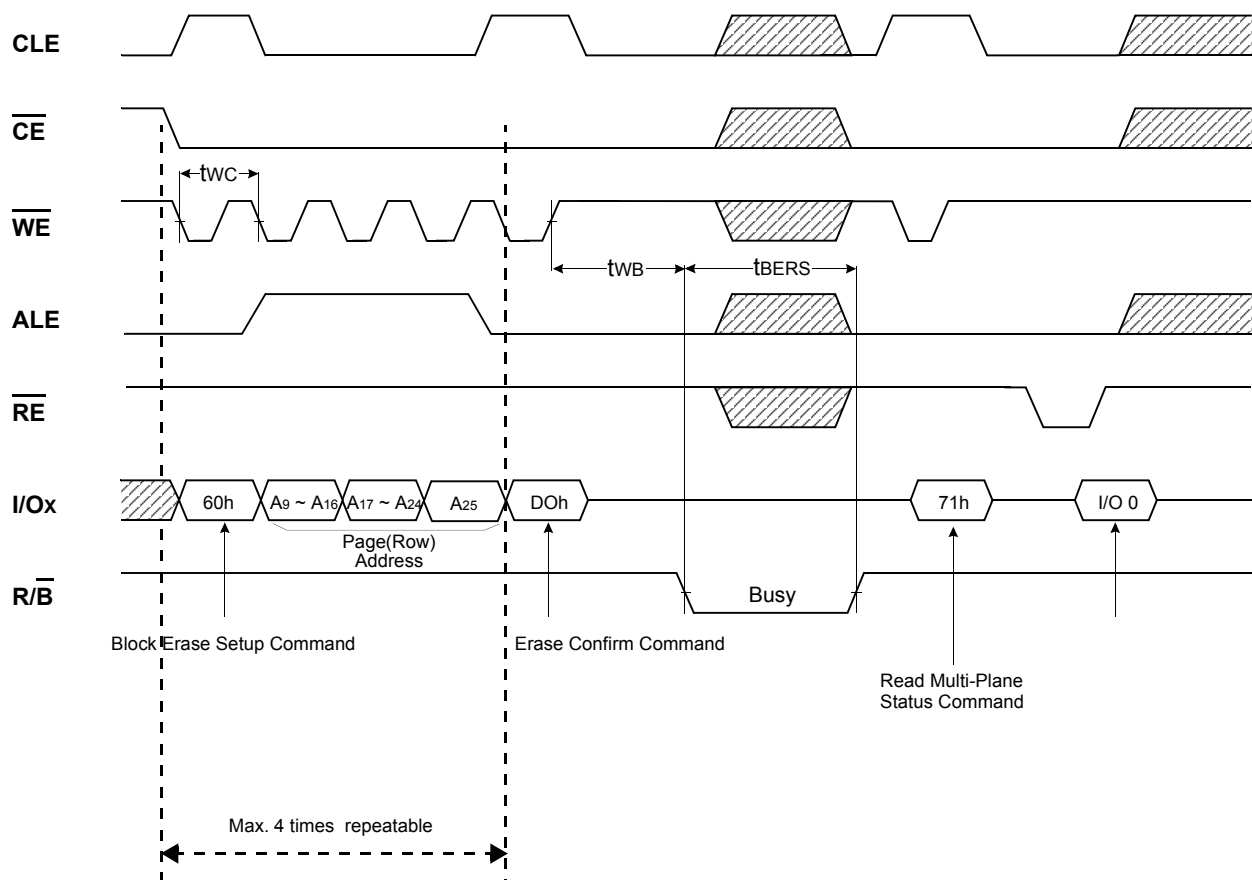 CLE
CE
tWC
WE
tWB
tBERS
ALE
RE
I/Ox
60h
A9 ~ A16
A17 ~ A24
A25
DOh
71h
I/O 0
Page(Row)
Address
R/B
Busy
Block Erase Setup Command
Erase Confirm Command
Read Multi-Plane
Status Command
Max. 4 times repeatable